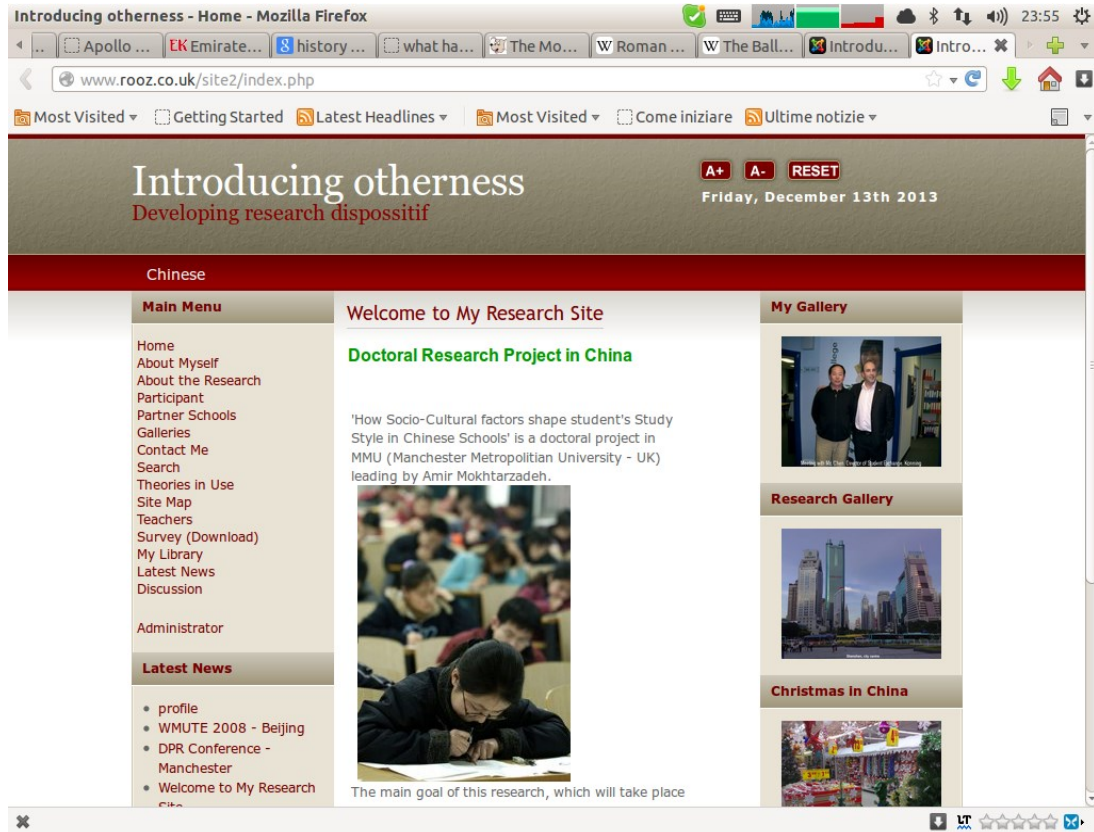 Introducing otherness - Home - Mozilla Firefox
23:55
..
Apollo ...
EK Emirate...
8 history ...
what ha...
The Mo...
W Roman ...
W The Ball...
Introdu...
Intro...
www.rooz.co.uk/site2/index.php
Most Visited
Getting Started
Latest Headlines
Most Visited
Come iniziare
Ultime notizie
Introducing otherness
Developing research dispossitif
A+ A- RESET
Friday, December 13th 2013
Chinese
Main Menu
Home
About Myself
About the Research
Participant
Partner Schools
Galleries
Contact Me
Search
Theories in Use
Site Map
Teachers
Survey (Download)
My Library
Latest News
Discussion
Administrator
Latest News
profile
WMUTE 2008 - Beijing
DPR Conference -
Manchester
Welcome to My Research
Site
Welcome to My Research Site
Doctoral Research Project in China
'How Socio-Cultural factors shape student's Study
Style in Chinese Schools' is a doctoral project in
MMU (Manchester Metropolitian University - UK)
leading by Amir Mokhtarzadeh.
The main goal of this research, which will take place
My Gallery
Research Gallery
Christmas in China
LT